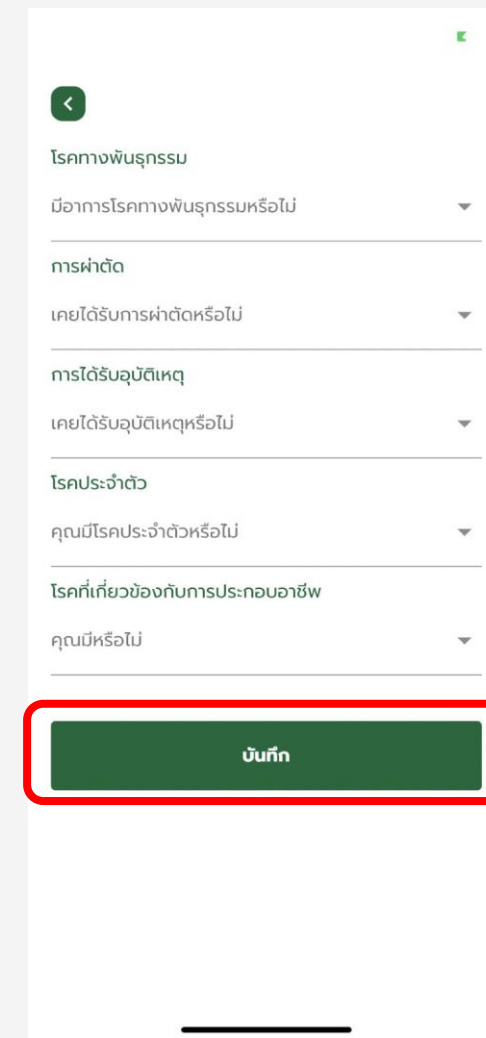 โรคทางพันธุกรรม
มีอาการโรคทางพันธุกรรมหรือไม่
การผ่าตัด
เคยได้รับการผ่าตัดหรือไม่
การได้รับอุบัติเหตุ
เคยได้รับอุบัติเหตุหรือไม่
โรคประจำตัว
คุณมีโรคประจำตัวหรือไม่
โรคที่เกี่ยวข้องกับการประกอบอาชีพ
คุณมีหรือไม่
บันทึก